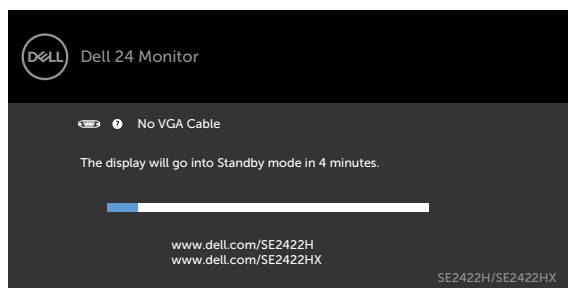 DELL
Dell 24 Monitor
? No VGA Cable
The display will go into Standby mode in 4 minutes.
www.dell.com/SE2422H
www.dell.com/SE2422HX
SE2422H/SE2422HX